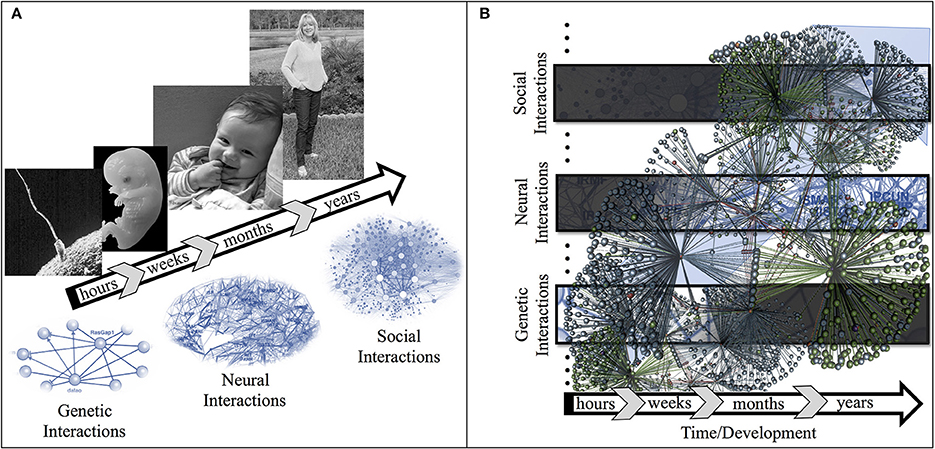 A
hours
weeks
months
years
RasGap1
Genetic
Interactions
Neural
Interactions
Social
Interactions
B
Social
Interactions
Neural
Interactions
Genetic
Interactions
hours
weeks
months
years
Time/Development